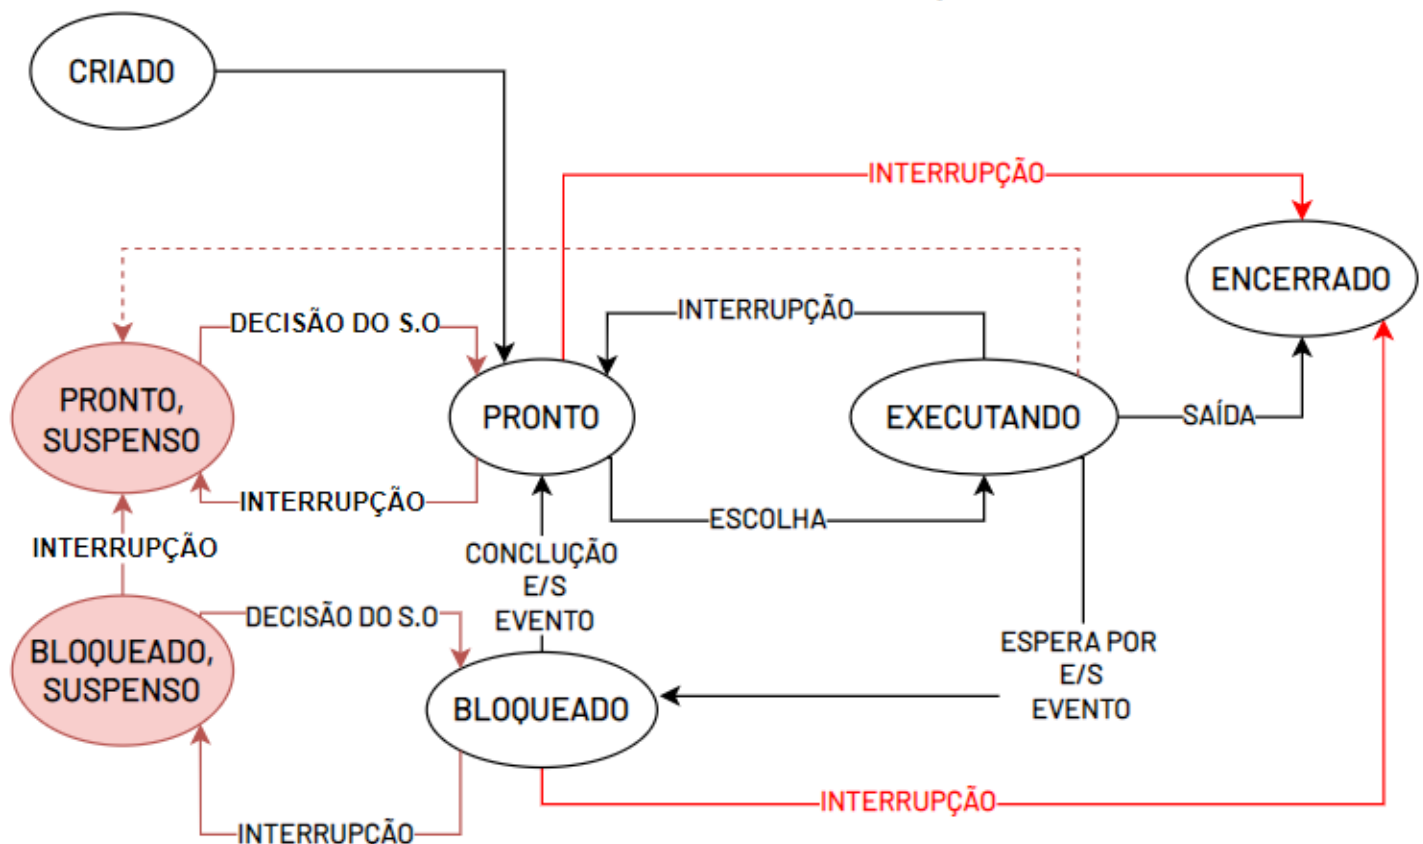 CRIADO
INTERRUPÇÃO
ENCERRADO
DECISÃO DO S.O
INTERRUPÇÃO
PRONTO,
SUSPENSO
PRONTO
EXECUTANDO
SAÍDA
INTERRUPÇÃO
ESCOLHA
INTERRUPÇÃO
CONCLUÇÃO
E/S
EVENTO
DECISÃO DO S.O
BLOQUEADO,
SUSPENSO
BLOQUEADO
ESPERA POR
E/S
EVENTO
INTERRUPÇÃO
INTERRUPCÃO